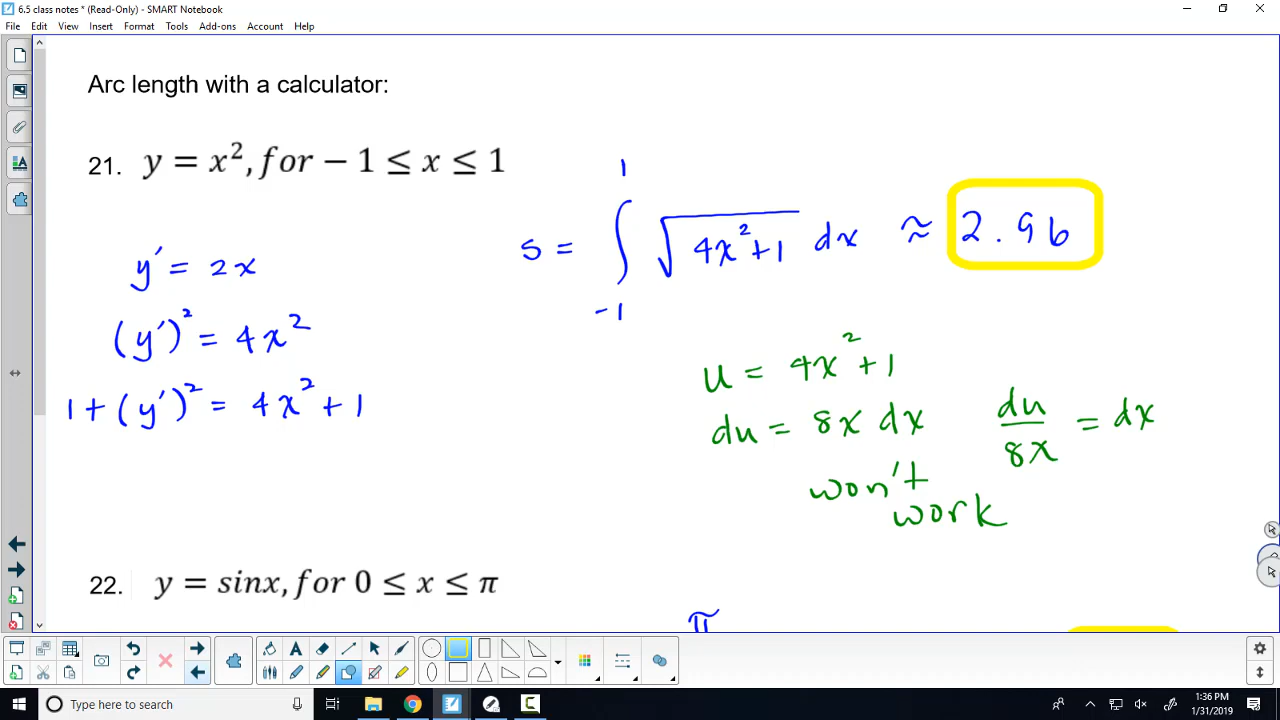 6.5 class notes * (Read-Only) - SMART Notebook
File Edit View Insert Format Tools Add-ons Account Help
Arc length with a calculator:
21. y = x², for − 1 ≤ x ≤ 1
y′ = 2x
(y′)² = 4x²
1 + (y′)² = 4x² + 1
s = ∫₋₁¹ √(4x²+1) dx ≈ 2.96
u = 4x² + 1
du = 8x dx du/8x = dx
won't
work
22. y = sinx, for 0 ≤ x ≤ π
π
Type here to search
1:36 PM
1/31/2019